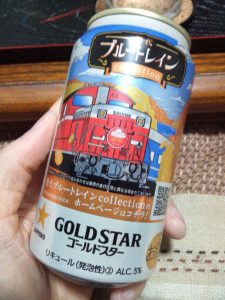 ブルートレイン
collection
ブルートレインcollectionの
ホームページはコチラ!
GOLD STAR
ゴールドスター
リキュール(発泡性)② ALC.5%